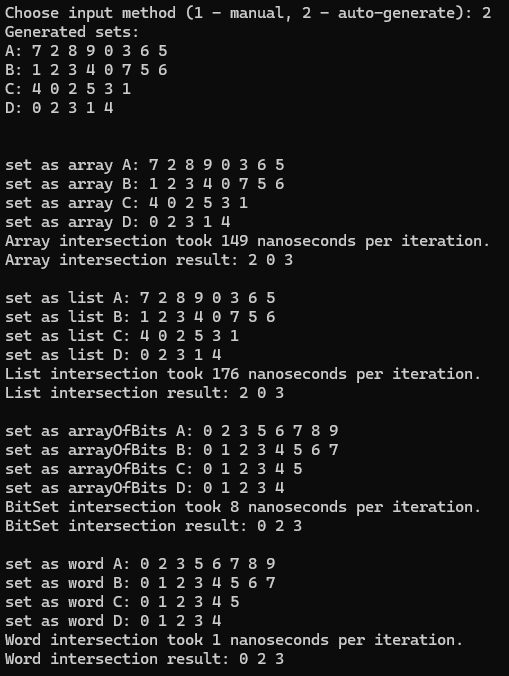 Choose input method (1 - manual, 2 - auto-generate): 2
Generated sets:
A: 7 2 8 9 0 3 6 5
B: 1 2 3 4 0 7 5 6
C: 4 0 2 5 3 1
D: 0 2 3 1 4
set as array A: 7 2 8 9 0 3 6 5
set as array B: 1 2 3 4 0 7 5 6
set as array C: 4 0 2 5 3 1
set as array D: 0 2 3 1 4
Array intersection took 149 nanoseconds per iteration.
Array intersection result: 2 0 3
set as list A: 7 2 8 9 0 3 6 5
set as list B: 1 2 3 4 0 7 5 6
set as list C: 4 0 2 5 3 1
set as list D: 0 2 3 1 4
List intersection took 176 nanoseconds per iteration.
List intersection result: 2 0 3
set as arrayOfBits A: 0 2 3 5 6 7 8 9
set as arrayOfBits B: 0 1 2 3 4 5 6 7
set as arrayOfBits C: 0 1 2 3 4 5
set as arrayOfBits D: 0 1 2 3 4
BitSet intersection took 8 nanoseconds per iteration.
BitSet intersection result: 0 2 3
set as word A: 0 2 3 5 6 7 8 9
set as word B: 0 1 2 3 4 5 6 7
set as word C: 0 1 2 3 4 5
set as word D: 0 1 2 3 4
Word intersection took 1 nanoseconds per iteration.
Word intersection result: 0 2 3